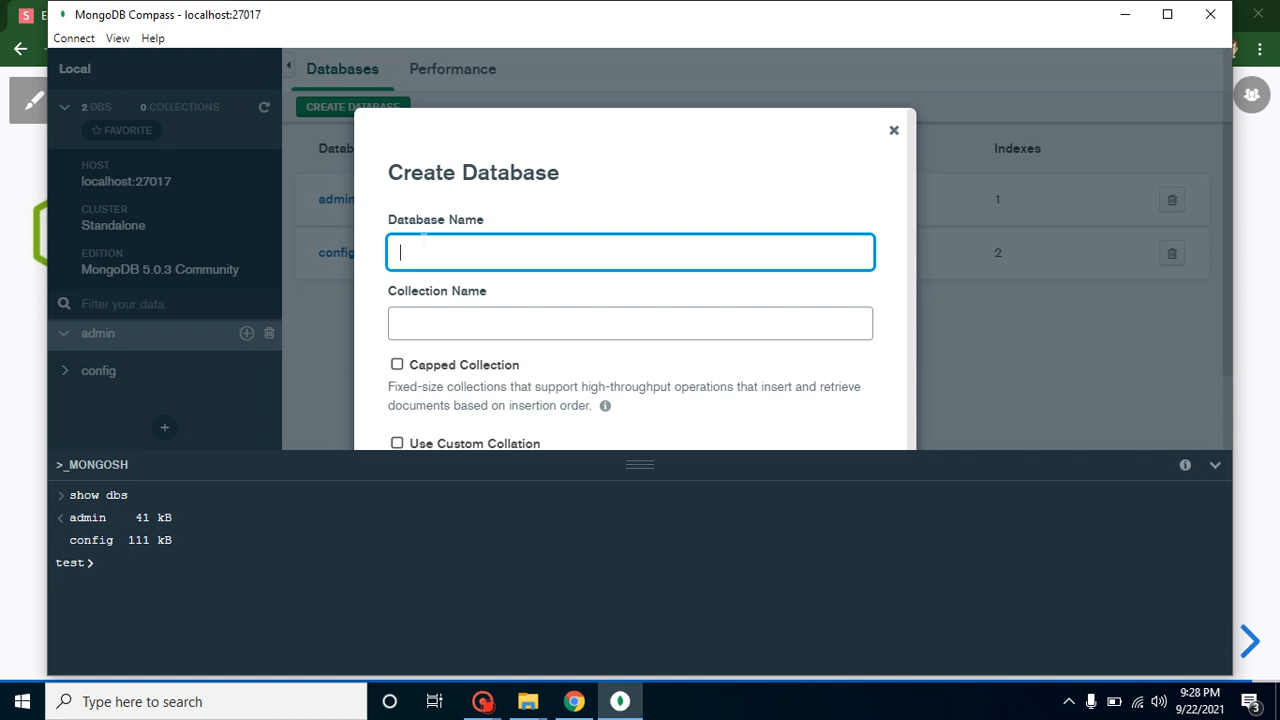 MongoDB Compass - localhost:27017
Connect View Help
Local
2 DBS 0 COLLECTIONS
FAVORITE
HOST
localhost:27017
CLUSTER
Standalone
EDITION
MongoDB 5.0.3 Community
Filter your data
admin
config
Databases Performance
CREATE DATABASE
Indexes
admin 1
config 2
Create Database
Database Name
Collection Name
Capped Collection
Fixed-size collections that support high-throughput operations that insert and retrieve
documents based on insertion order.
Use Custom Collation
>_MONGOSH
> show dbs
< admin 41 kB
config 111 kB
test>
Type here to search
9:28 PM
9/22/2021
3